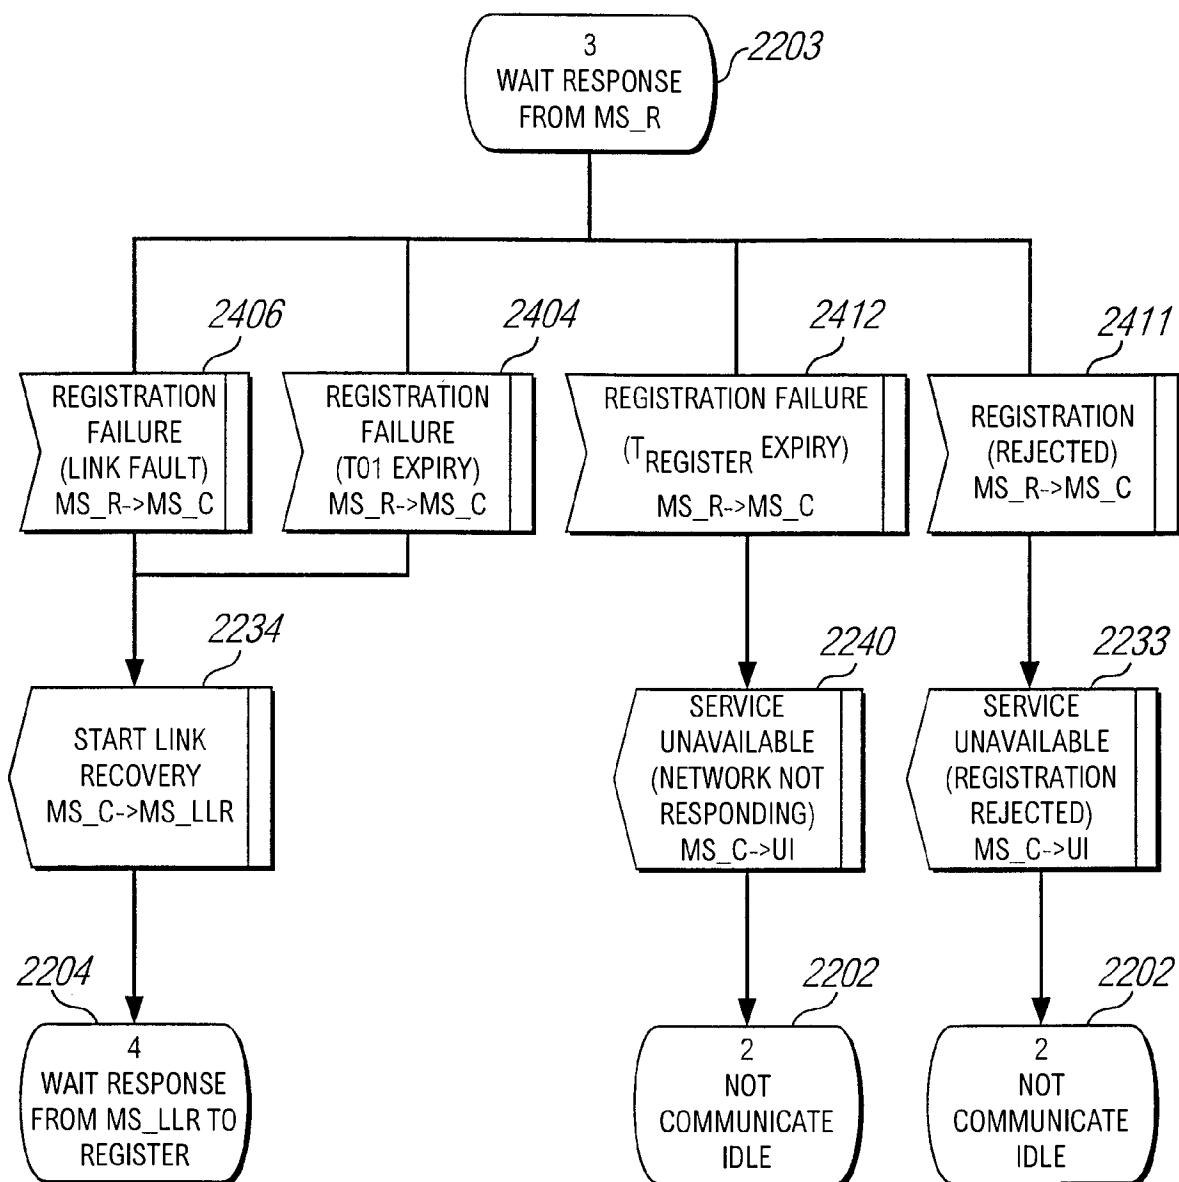 3
WAIT RESPONSE
FROM MS_R
2203
2406
2404
2412
2411
REGISTRATION
FAILURE
(LINK FAULT)
MS_R->MS_C
REGISTRATION
FAILURE
(T01 EXPIRY)
MS_R->MS_C
REGISTRATION FAILURE
(TREGISTER EXPIRY)
MS_R->MS_C
REGISTRATION
(REJECTED)
MS_R->MS_C
2234
2240
2233
START LINK
RECOVERY
MS_C->MS_LLR
SERVICE
UNAVAILABLE
(NETWORK NOT
RESPONDING)
MS_C->UI
SERVICE
UNAVAILABLE
(REGISTRATION
REJECTED)
MS_C->UI
2204
2202
2202
4
WAIT RESPONSE
FROM MS_LLR TO
REGISTER
2
NOT
COMMUNICATE
IDLE
2
NOT
COMMUNICATE
IDLE